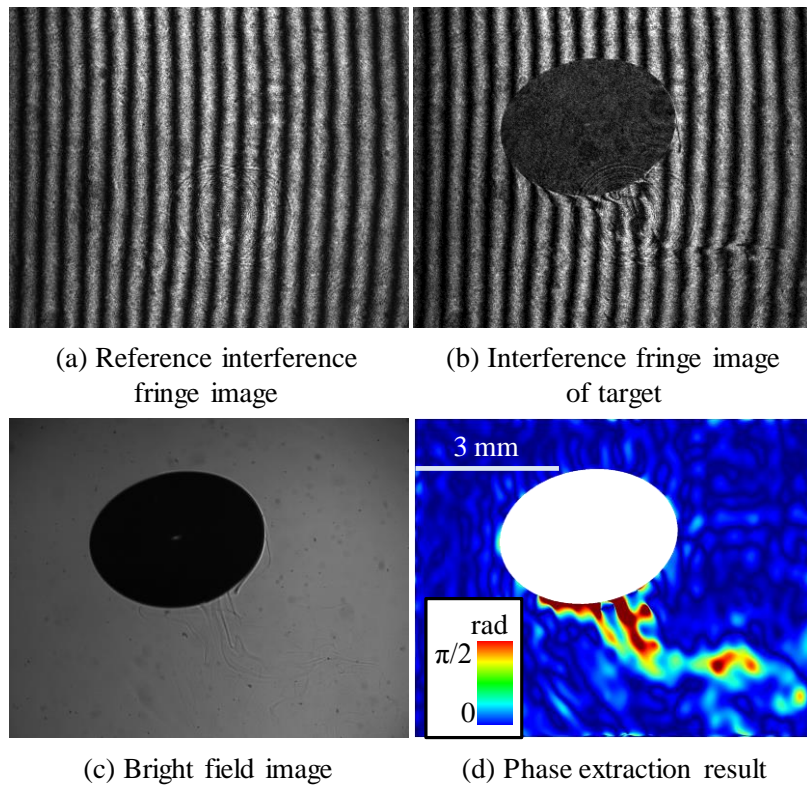 (a) Reference interference
fringe image
(b) Interference fringe image
of target
3 mm
rad
π/2
0
(c) Bright field image
(d) Phase extraction result